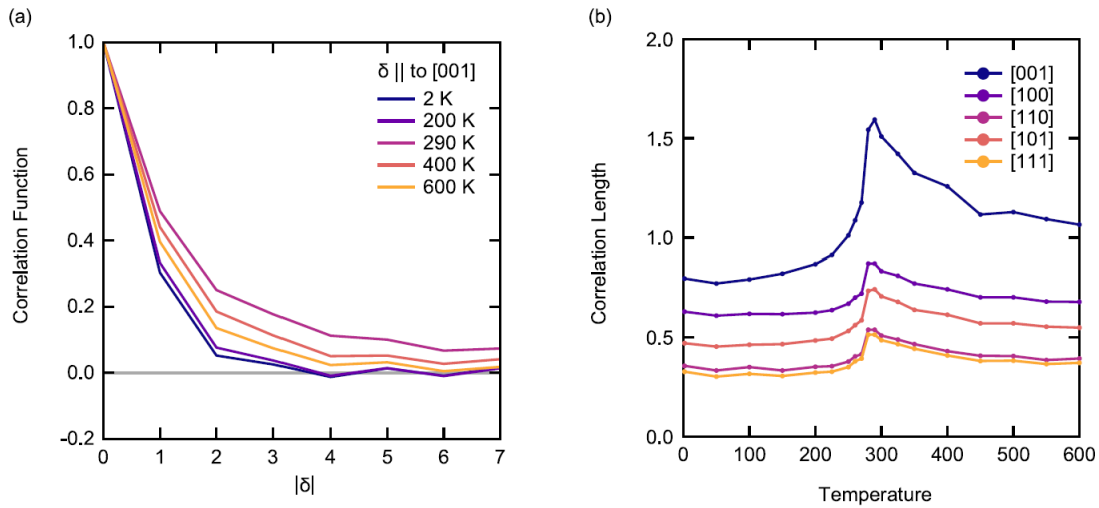 (a)
1.0
0.8
0.6
0.4
0.2
0.0
-0.2
Correlation Function
δ || to [001]
2 K
200 K
290 K
400 K
600 K
0 1 2 3 4 5 6 7
|δ|
(b)
2.0
1.5
1.0
0.5
0.0
Correlation Length
[001]
[100]
[110]
[101]
[111]
0 100 200 300 400 500 600
Temperature